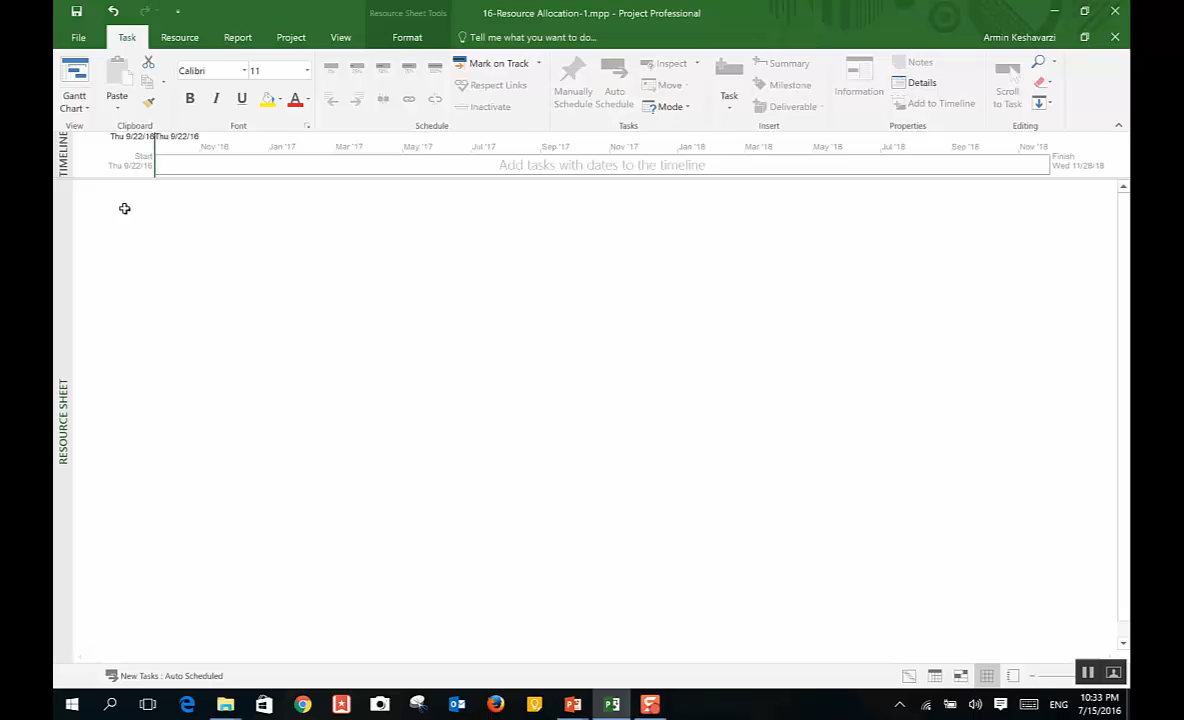 Resource Sheet Tools
16-Resource Allocation-1.mpp - Project Professional
File Task Resource Report Project View Format Tell me what you want to do... Armin Keshavarzi
Gantt Chart
View
Paste
Clipboard
Calibri 11
B I U A
Font
Mark on Track
Respect Links
Inactivate
Schedule
Manually Schedule
Auto Schedule
Inspect
Move
Mode
Tasks
Task
Summary
Milestone
Deliverable
Insert
Information
Notes
Details
Add to Timeline
Properties
Scroll to Task
Editing
TIMELINE
Thu 9/22/16 Thu 9/22/16
Nov '16 Jan '17 Mar '17 May '17 Jul '17 Sep '17 Nov '17 Jan '18 Mar '18 May '18 Jul '18 Sep '18 Nov '18
Start
Thu 9/22/16
Add tasks with dates to the timeline
Finish
Wed 11/28/18
RESOURCE SHEET
New Tasks : Auto Scheduled
ENG
10:33 PM
7/15/2016